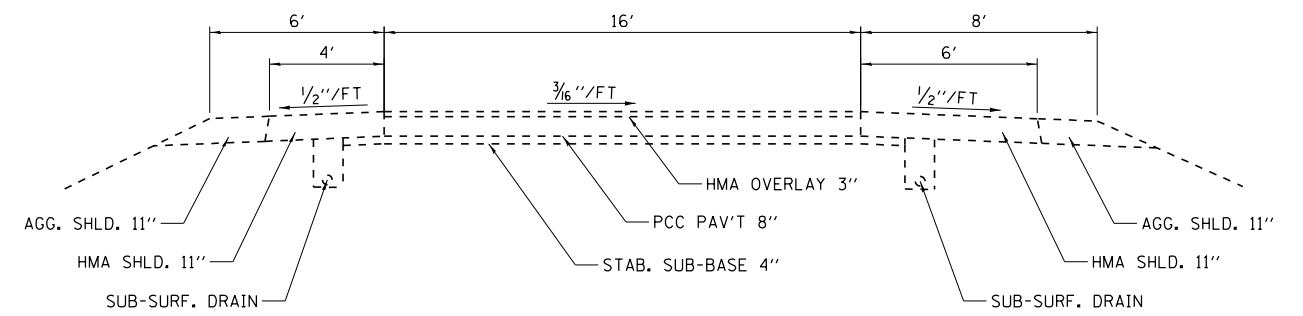 6' 16' 8'
4' 6'
1/2"/FT 3/16"/FT 1/2"/FT
HMA OVERLAY 3"
AGG. SHLD. 11" PCC PAV'T 8" AGG. SHLD. 11"
HMA SHLD. 11" STAB. SUB-BASE 4" HMA SHLD. 11"
SUB-SURF. DRAIN SUB-SURF. DRAIN